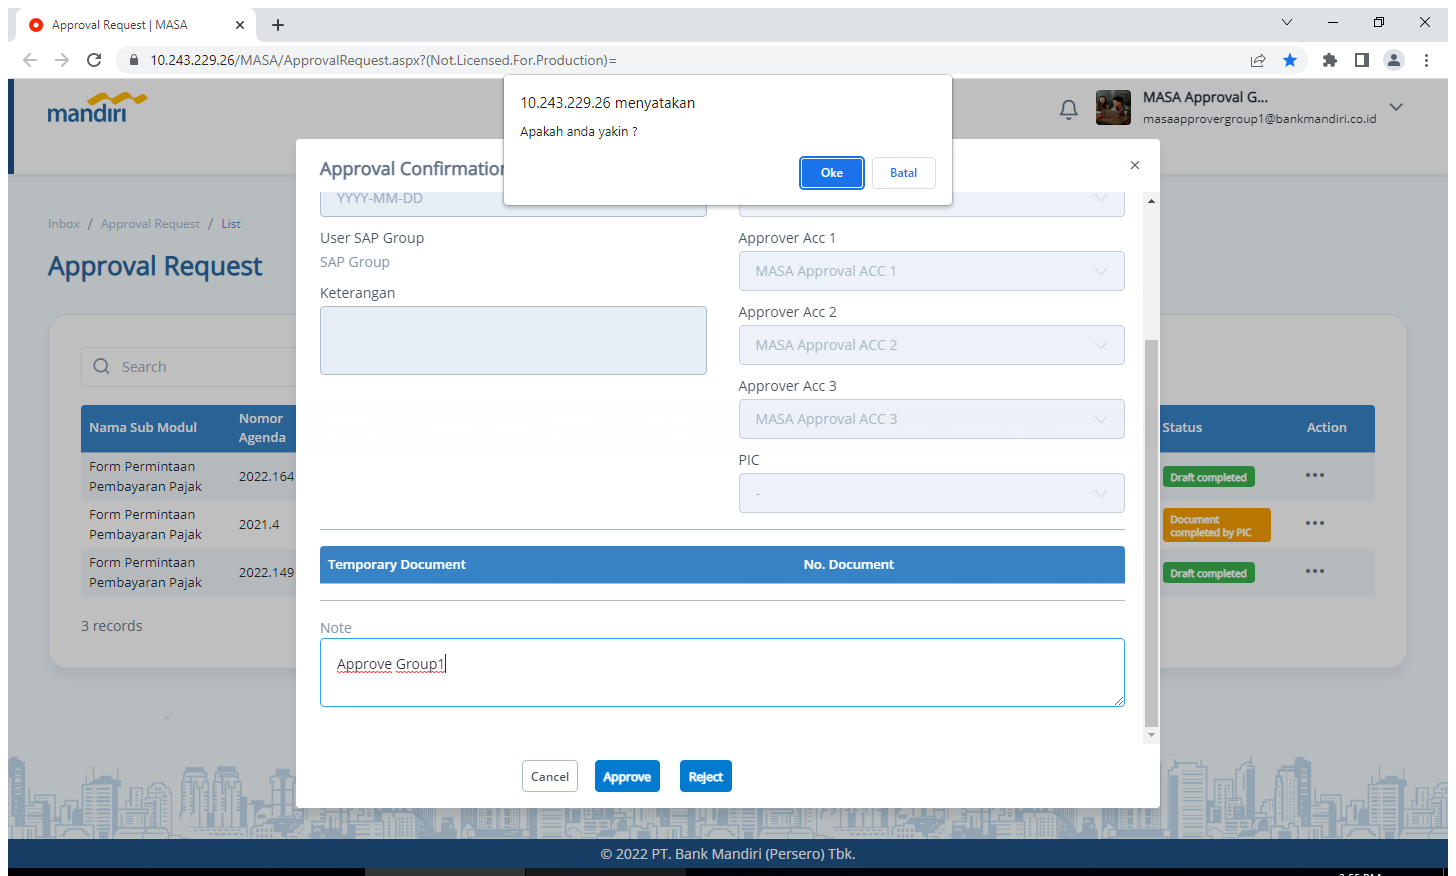 Approval Request | MASA
10.243.229.26/MASA/ApprovalRequest.aspx?(Not.Licensed.For.Production)=
mandiri
MASA Approval G...
masaapprovergroup1@bankmandiri.co.id
10.243.229.26 menyatakan
Apakah anda yakin ?
Oke
Batal
Inbox / Approval Request / List
Approval Request
Search
Nama Sub Modul
Nomor
Agenda
Status
Action
Form Permintaan
Pembayaran Pajak
2022.164
Draft completed
Form Permintaan
Pembayaran Pajak
2021.4
Document
completed by PIC
Form Permintaan
Pembayaran Pajak
2022.149
Draft completed
3 records
Approval Confirmation
YYYY-MM-DD
User SAP Group
SAP Group
Keterangan
Approver Acc 1
MASA Approval ACC 1
Approver Acc 2
MASA Approval ACC 2
Approver Acc 3
MASA Approval ACC 3
PIC
-
Temporary Document
No. Document
Note
Approve Group1
Cancel
Approve
Reject
© 2022 PT. Bank Mandiri (Persero) Tbk.